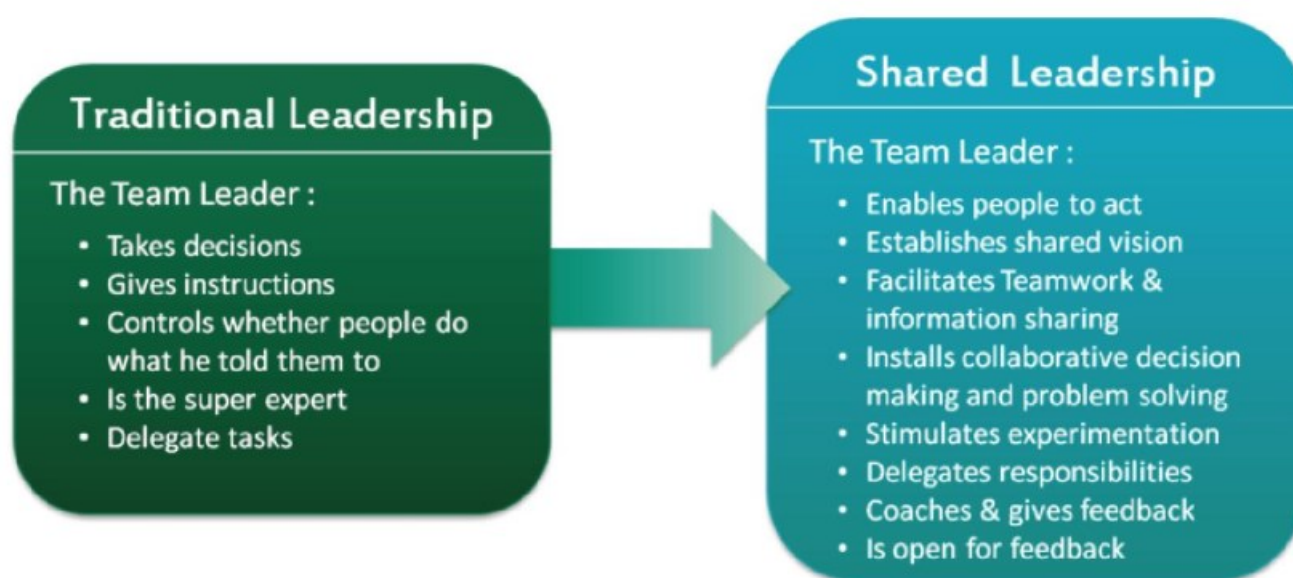 Traditional Leadership
The Team Leader :
• Takes decisions
• Gives instructions
• Controls whether people do
what he told them to
• Is the super expert
• Delegate tasks
Shared Leadership
The Team Leader :
• Enables people to act
• Establishes shared vision
• Facilitates Teamwork &
information sharing
• Installs collaborative decision
making and problem solving
• Stimulates experimentation
• Delegates responsibilities
• Coaches & gives feedback
• Is open for feedback